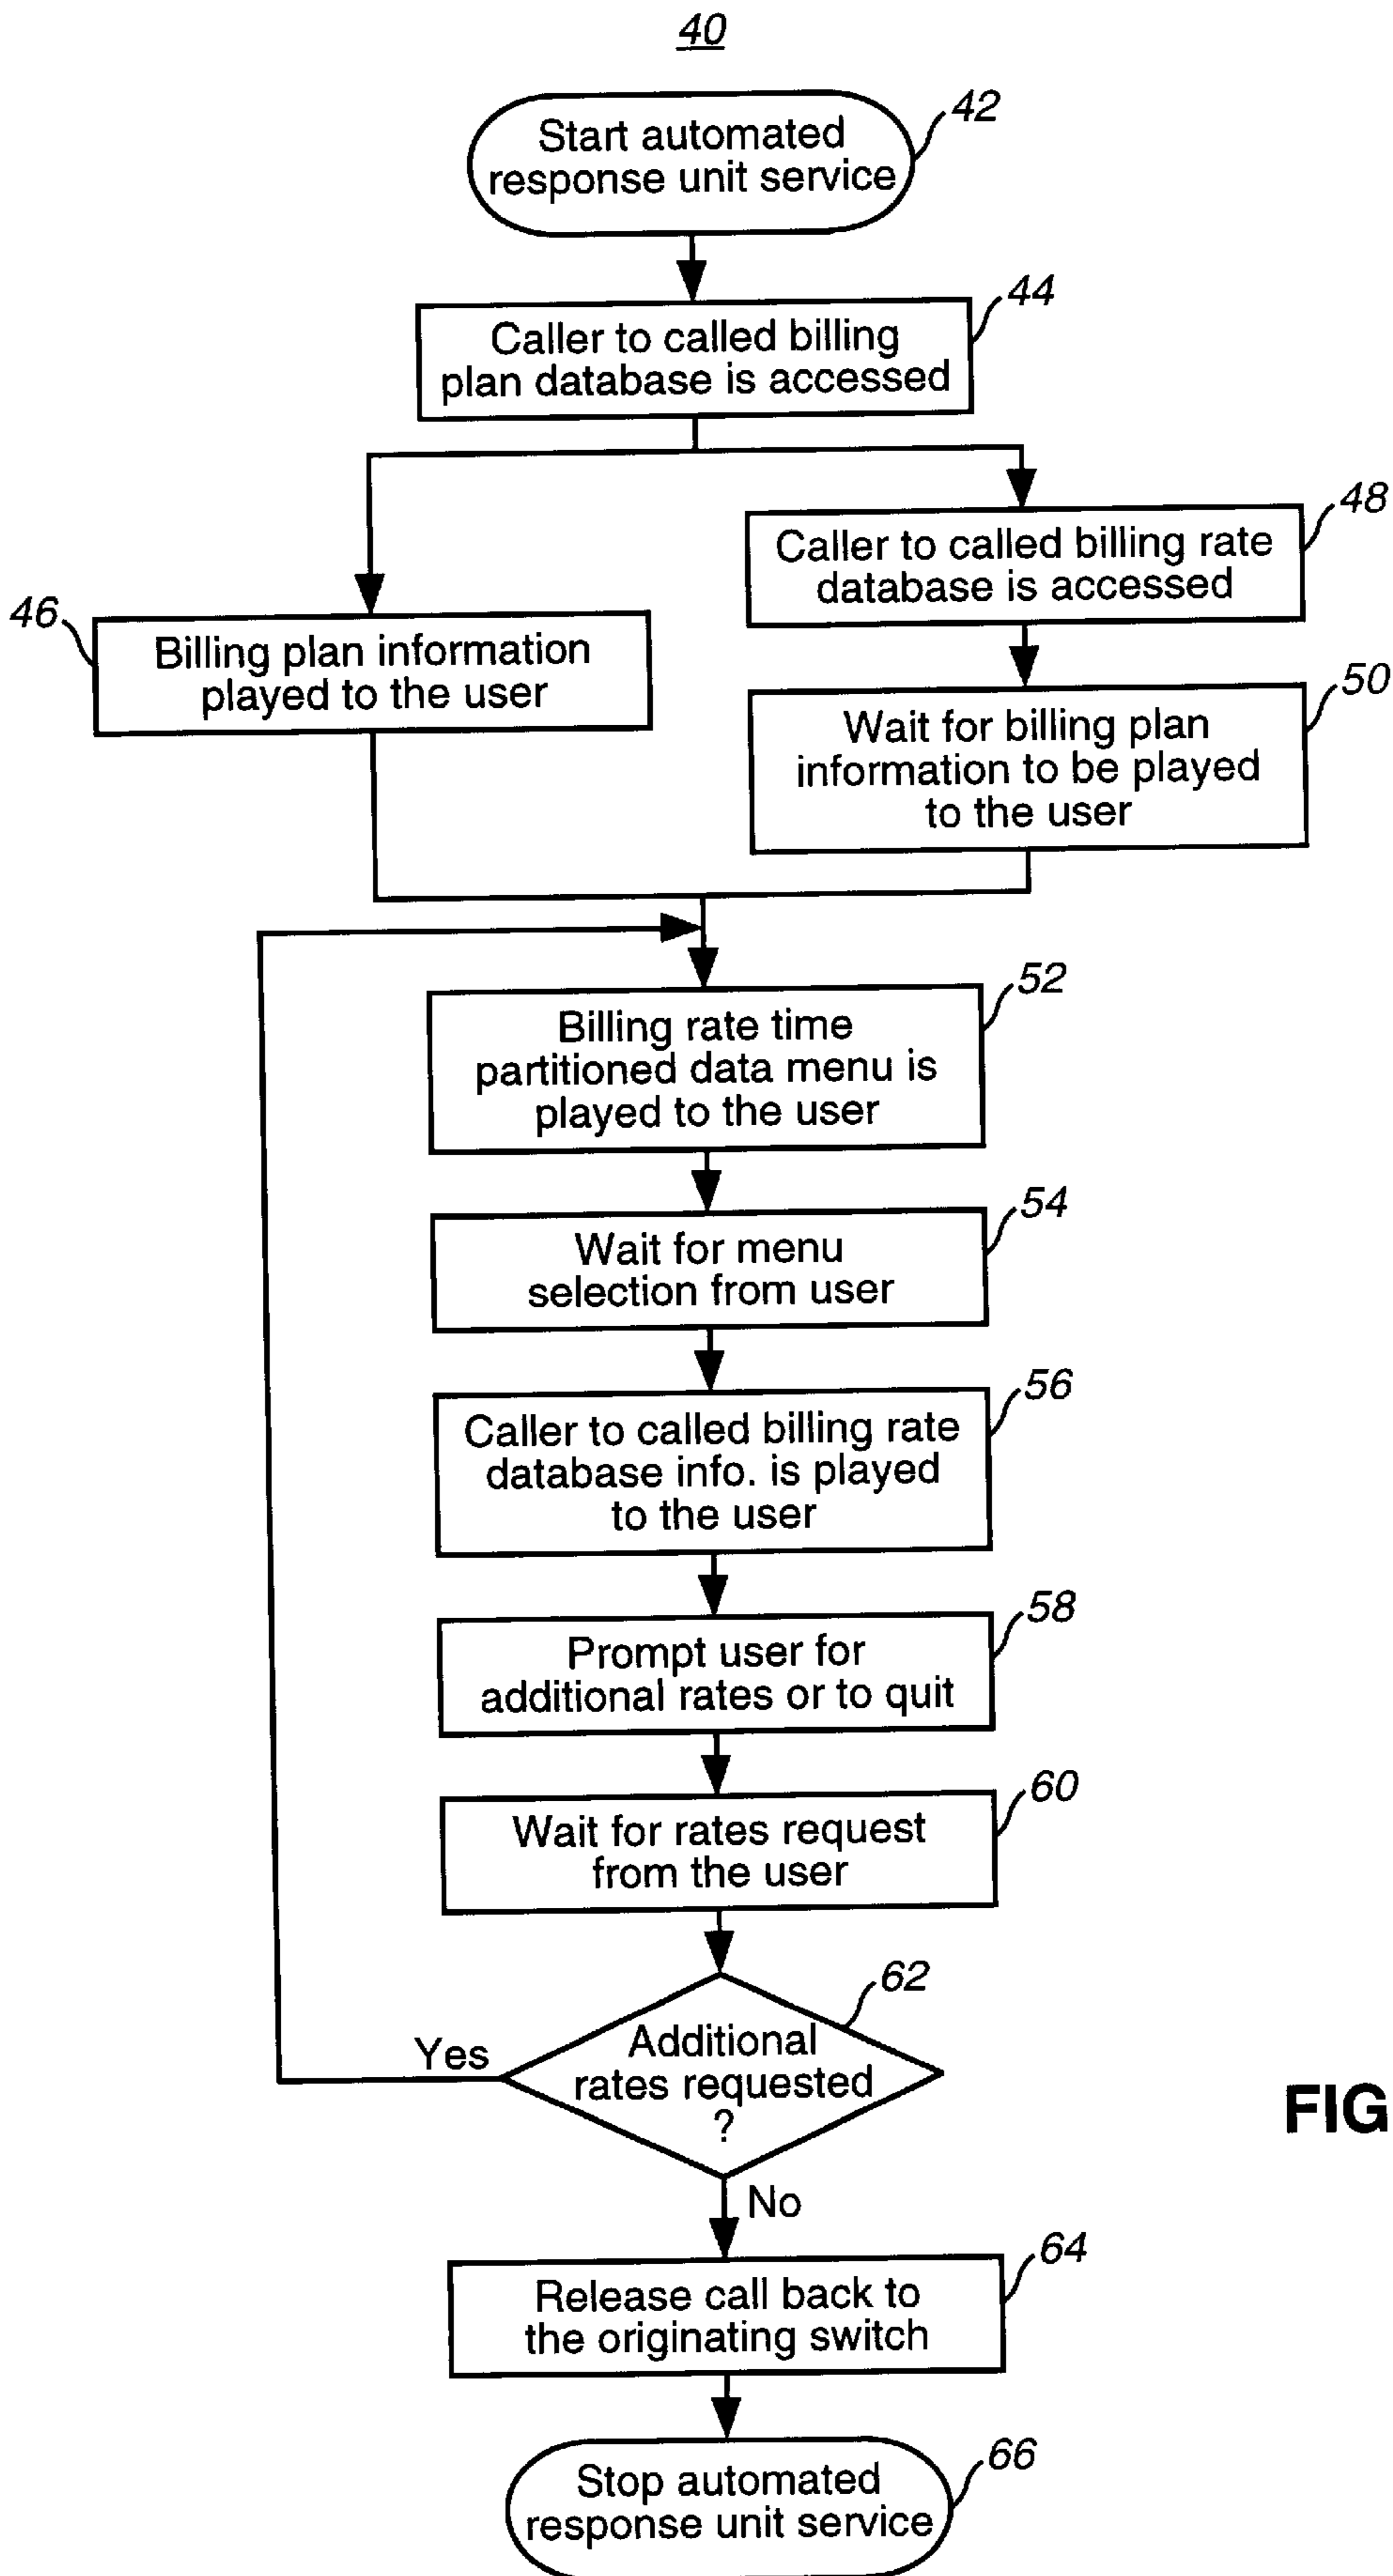 40
42
Start automated
response unit service
44
Caller to called billing
plan database is accessed
48
Caller to called billing rate
database is accessed
46
Billing plan information
played to the user
50
Wait for billing plan
information to be played
to the user
52
Billing rate time
partitioned data menu is
played to the user
54
Wait for menu
selection from user
56
Caller to called billing rate
database info. is played
to the user
58
Prompt user for
additional rates or to quit
60
Wait for rates request
from the user
62
Additional
rates requested
?
Yes
FIG
No
64
Release call back to
the originating switch
66
Stop automated
response unit service